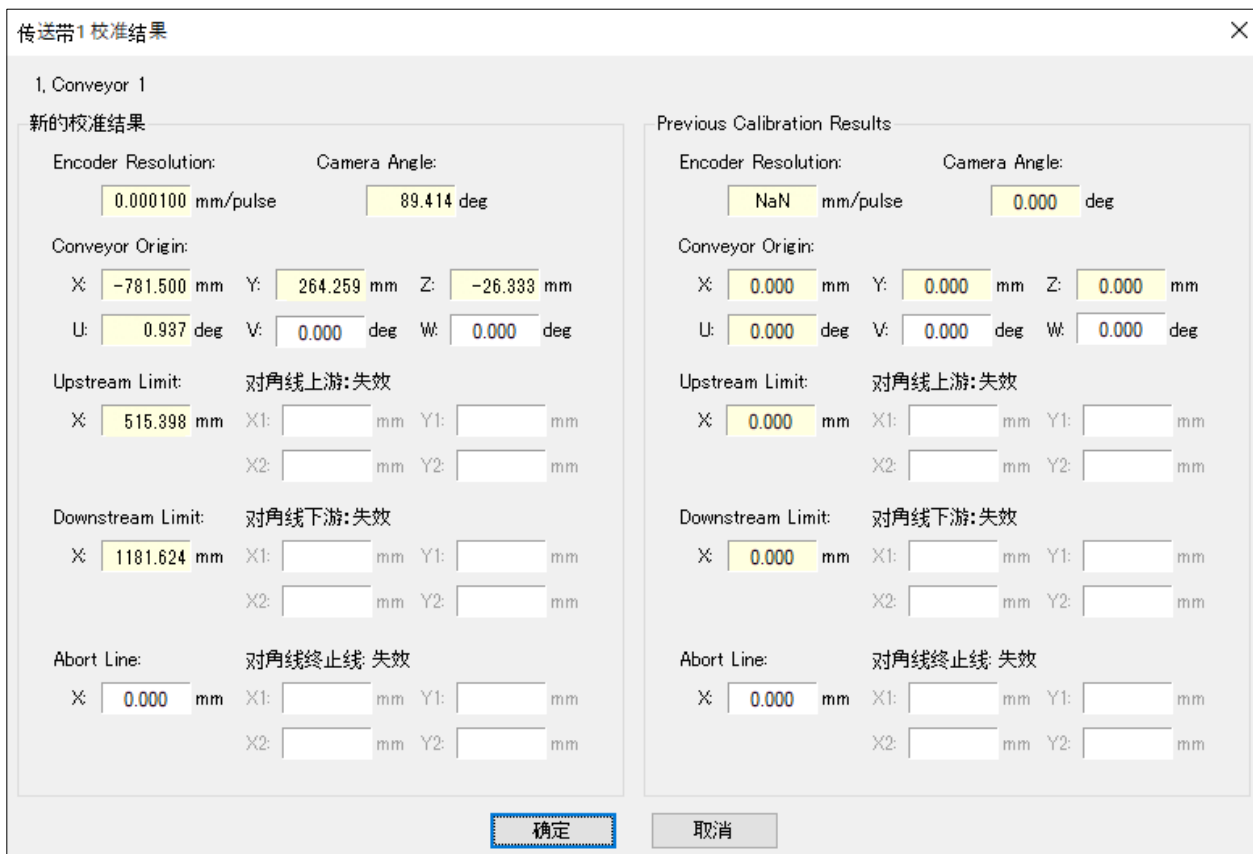 传送带1 校准结果
1, Conveyor 1
新的校准结果
Encoder Resolution: Camera Angle:
0.000100 mm/pulse 89.414 deg
Conveyor Origin:
X: -781.500 mm Y: 264.259 mm Z: -26.333 mm
U: 0.937 deg V: 0.000 deg W: 0.000 deg
Upstream Limit: 对角线上游:失效
X: 515.398 mm X1: mm Y1: mm
X2: mm Y2: mm
Downstream Limit: 对角线下游:失效
X: 1181.624 mm X1: mm Y1: mm
X2: mm Y2: mm
Abort Line: 对角线终止线: 失效
X: 0.000 mm X1: mm Y1: mm
X2: mm Y2: mm
Previous Calibration Results
Encoder Resolution: Camera Angle:
NaN mm/pulse 0.000 deg
Conveyor Origin:
X: 0.000 mm Y: 0.000 mm Z: 0.000 mm
U: 0.000 deg V: 0.000 deg W: 0.000 deg
Upstream Limit: 对角线上游:失效
X: 0.000 mm X1: mm Y1: mm
X2: mm Y2: mm
Downstream Limit: 对角线下游:失效
X: 0.000 mm X1: mm Y1: mm
X2: mm Y2: mm
Abort Line: 对角线终止线: 失效
X: 0.000 mm X1: mm Y1: mm
X2: mm Y2: mm
确定 取消